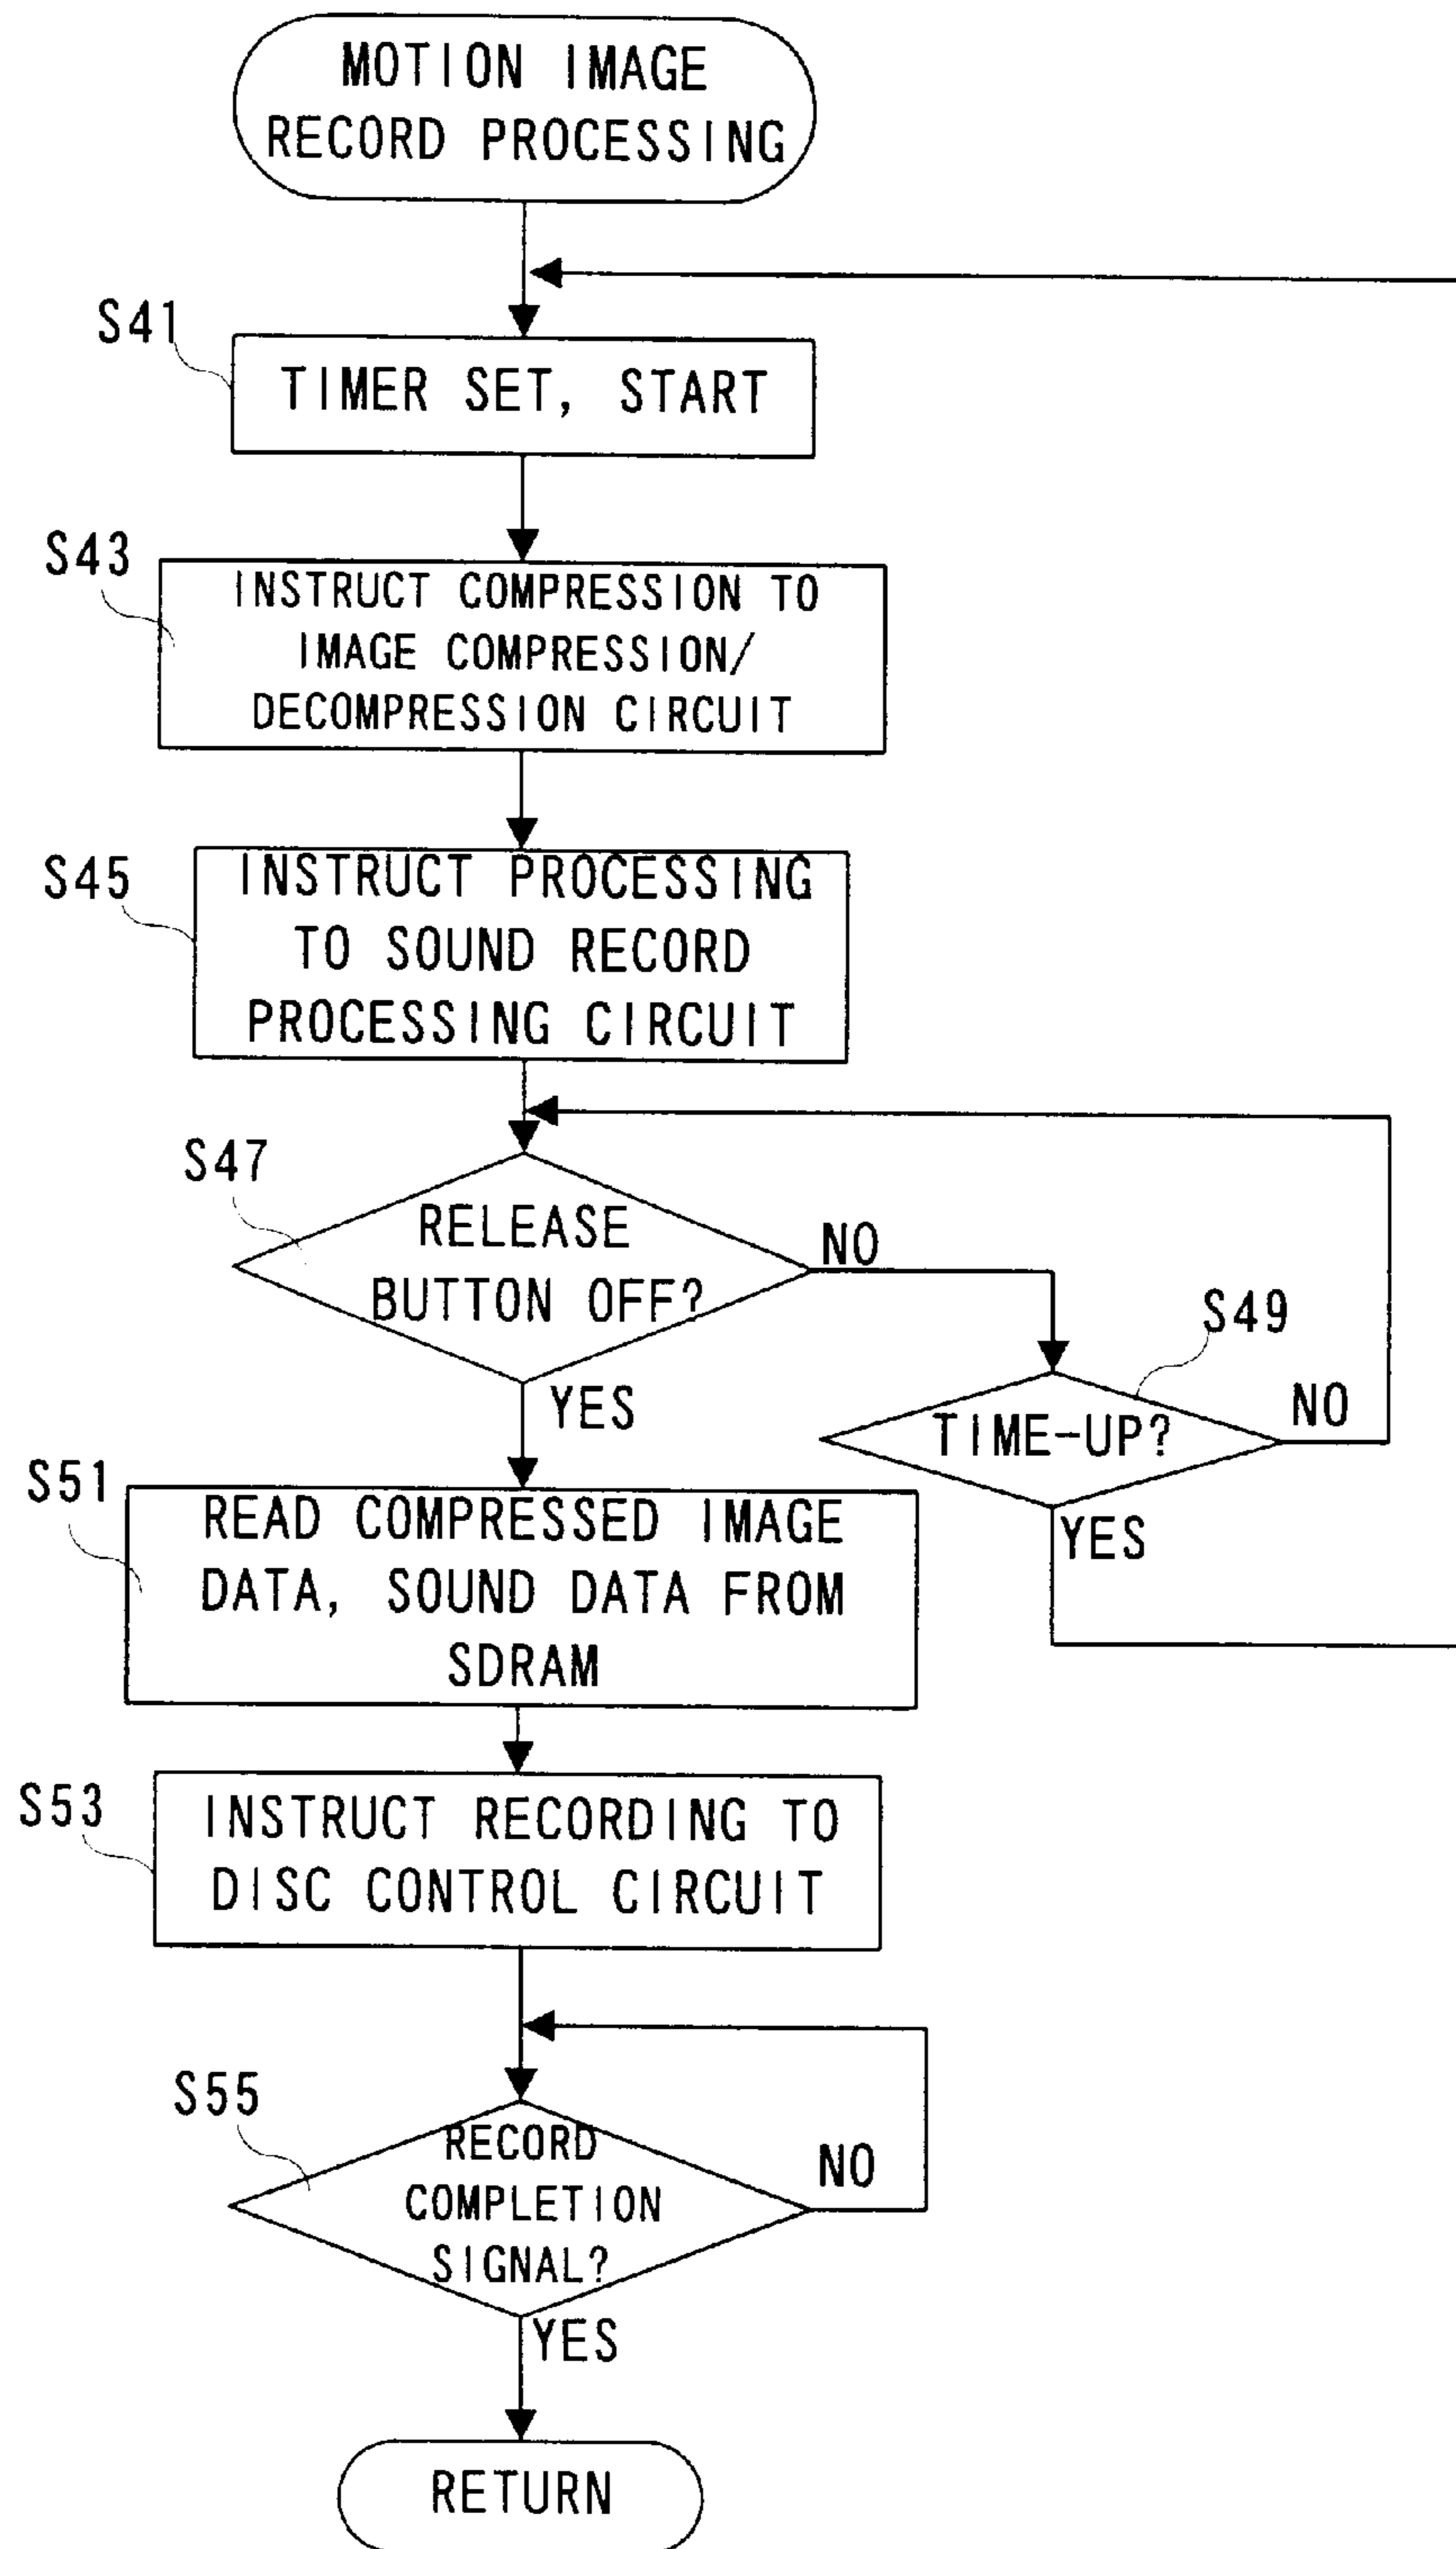 MOTION IMAGE
RECORD PROCESSING
S41
TIMER SET, START
S43
INSTRUCT COMPRESSION TO
IMAGE COMPRESSION/
DECOMPRESSION CIRCUIT
S45
INSTRUCT PROCESSING
TO SOUND RECORD
PROCESSING CIRCUIT
S47
RELEASE
BUTTON OFF?
NO
YES
S49
TIME-UP?
NO
YES
S51
READ COMPRESSED IMAGE
DATA, SOUND DATA FROM
SDRAM
S53
INSTRUCT RECORDING TO
DISC CONTROL CIRCUIT
S55
RECORD
COMPLETION
SIGNAL?
NO
YES
RETURN